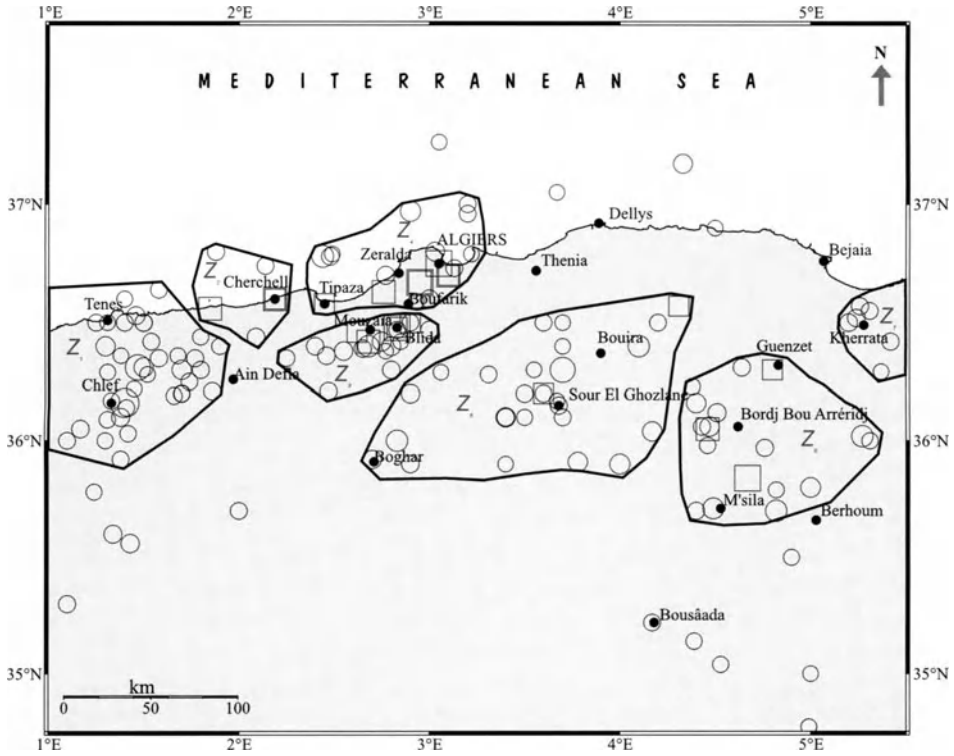 1°E 2°E 3°E 4°E 5°E
N
MEDITERRANEAN SEA
37°N 37°N
Dellys
Z
ALGIERS
Zeralda
Bejaia
Thenia
Z
Cherchell
Tipaza
Boufarik
Tenes
Mouzaia
Blida
Z
Kherrata
Z
Bouira
Guenzet
Ain Defla
Z
Chlef
Z
Sour El Ghozlane
Bordj Bou Arréridj
36°N 36°N
Z
Boghar
M'sila
Berhoum
Bousâada
35°N 35°N
km
0 50 100
1°E 2°E 3°E 4°E 5°E